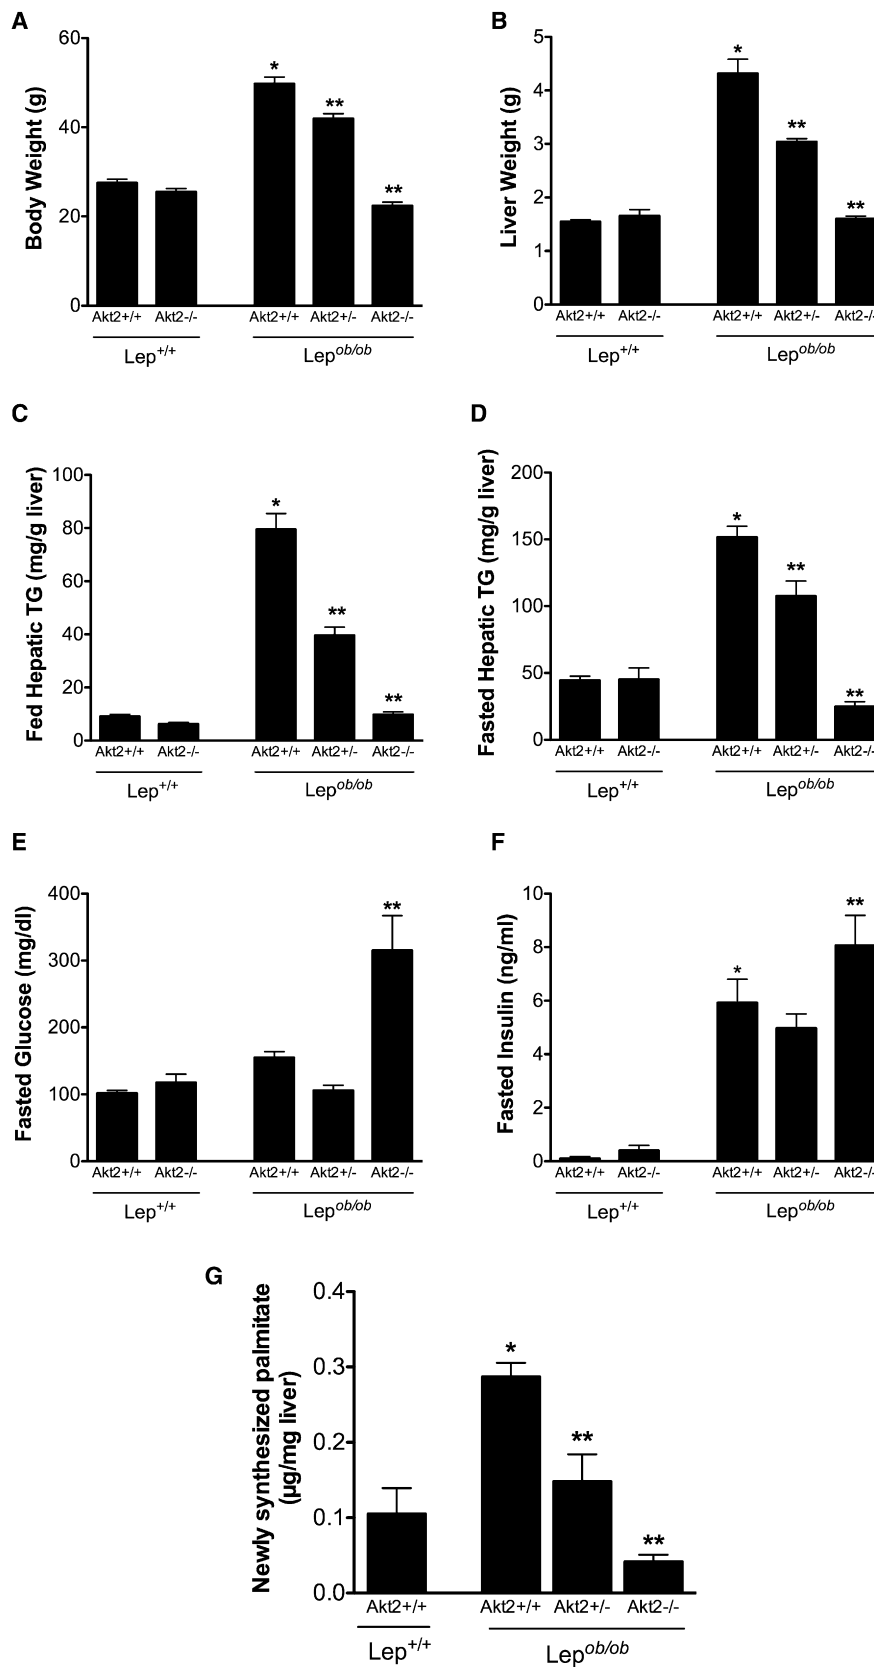 A
Body Weight (g)
60
40
20
0
*
**
**
Akt2+/+ Akt2-/- Akt2+/+ Akt2+/- Akt2-/-
Lep+/+ Lepob/ob
B
Liver Weight (g)
5
4
3
2
1
0
*
**
**
Akt2+/+ Akt2-/- Akt2+/+ Akt2+/- Akt2-/-
Lep+/+ Lepob/ob
C
Fed Hepatic TG (mg/g liver)
100
80
60
40
20
0
*
**
**
Akt2+/+ Akt2-/- Akt2+/+ Akt2+/- Akt2-/-
Lep+/+ Lepob/ob
D
Fasted Hepatic TG (mg/g liver)
200
150
100
50
0
*
**
**
Akt2+/+ Akt2-/- Akt2+/+ Akt2+/- Akt2-/-
Lep+/+ Lepob/ob
E
Fasted Glucose (mg/dl)
400
300
200
100
0
**
Akt2+/+ Akt2-/- Akt2+/+ Akt2+/- Akt2-/-
Lep+/+ Lepob/ob
F
Fasted Insulin (ng/ml)
10
8
6
4
2
0
*
**
Akt2+/+ Akt2-/- Akt2+/+ Akt2+/- Akt2-/-
Lep+/+ Lepob/ob
G
Newly synthesized palmitate
(µg/mg liver)
0.4
0.3
0.2
0.1
0.0
*
**
**
Akt2+/+ Akt2+/+ Akt2+/- Akt2-/-
Lep+/+ Lepob/ob